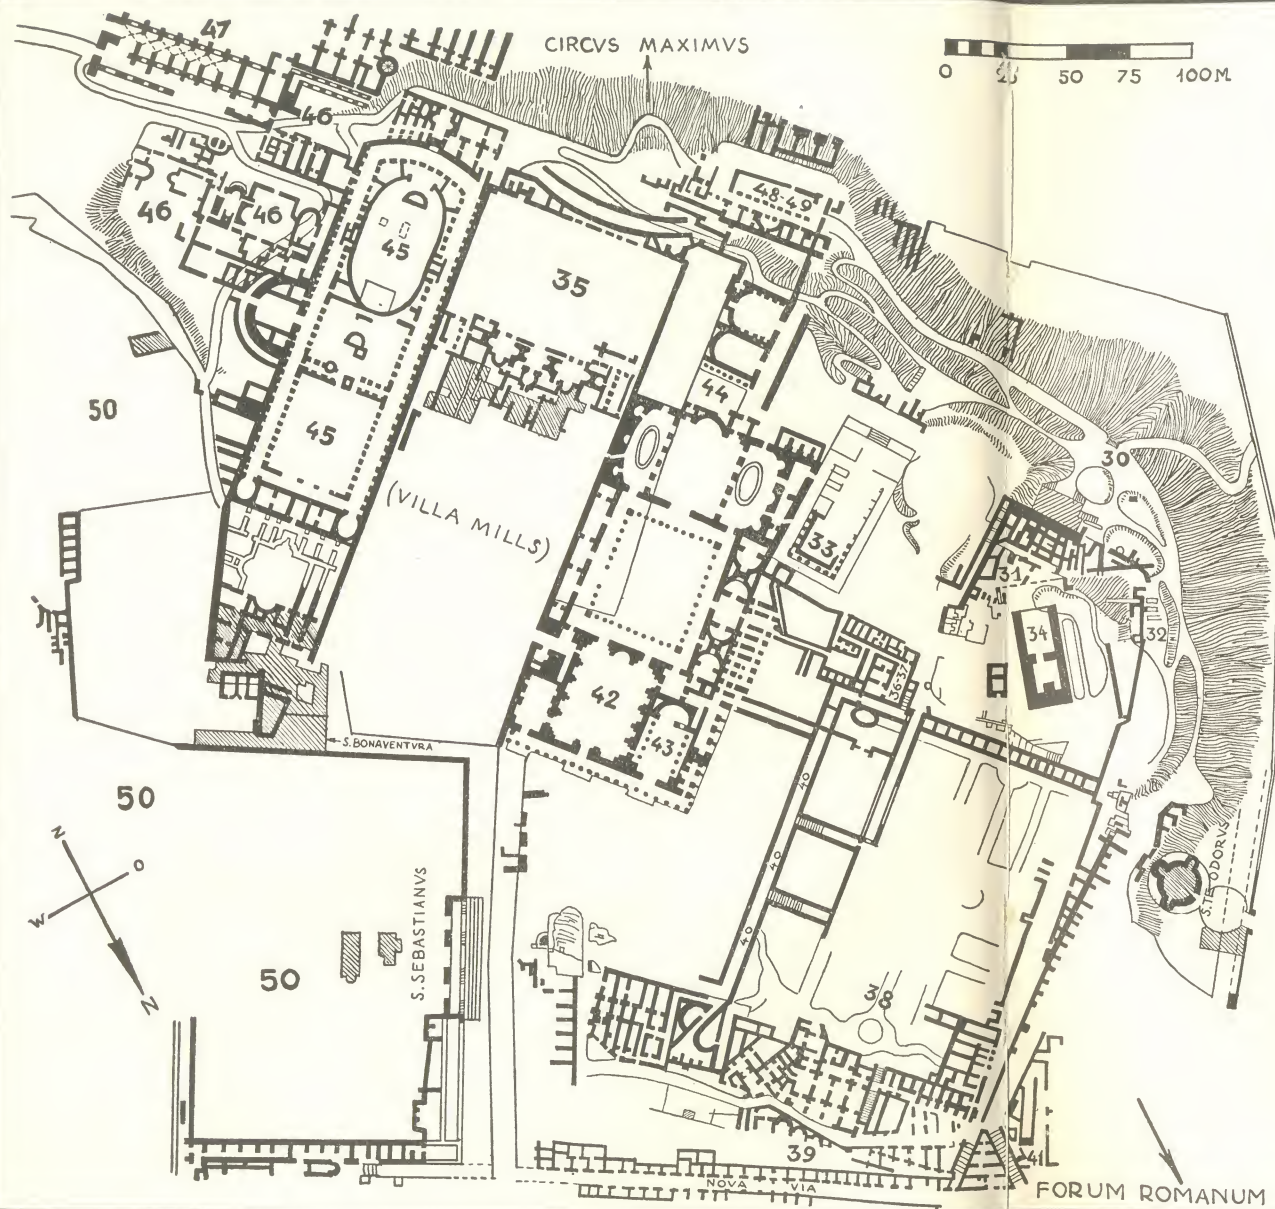 47
CIRCVS MAXIMVS
0 25 50 75 100M
46
48-49
46
46
45
35
D
D
44
50
45
30
(VILLA MILLS)
33
31
34
32
36-37
42
43
S. BONAVENTVRA
40
50
Z
O
W
N
40
S. TEODORVS
S. SEBASTIANVS
50
40
38
39
41
NOVA VIA
FORUM ROMANUM